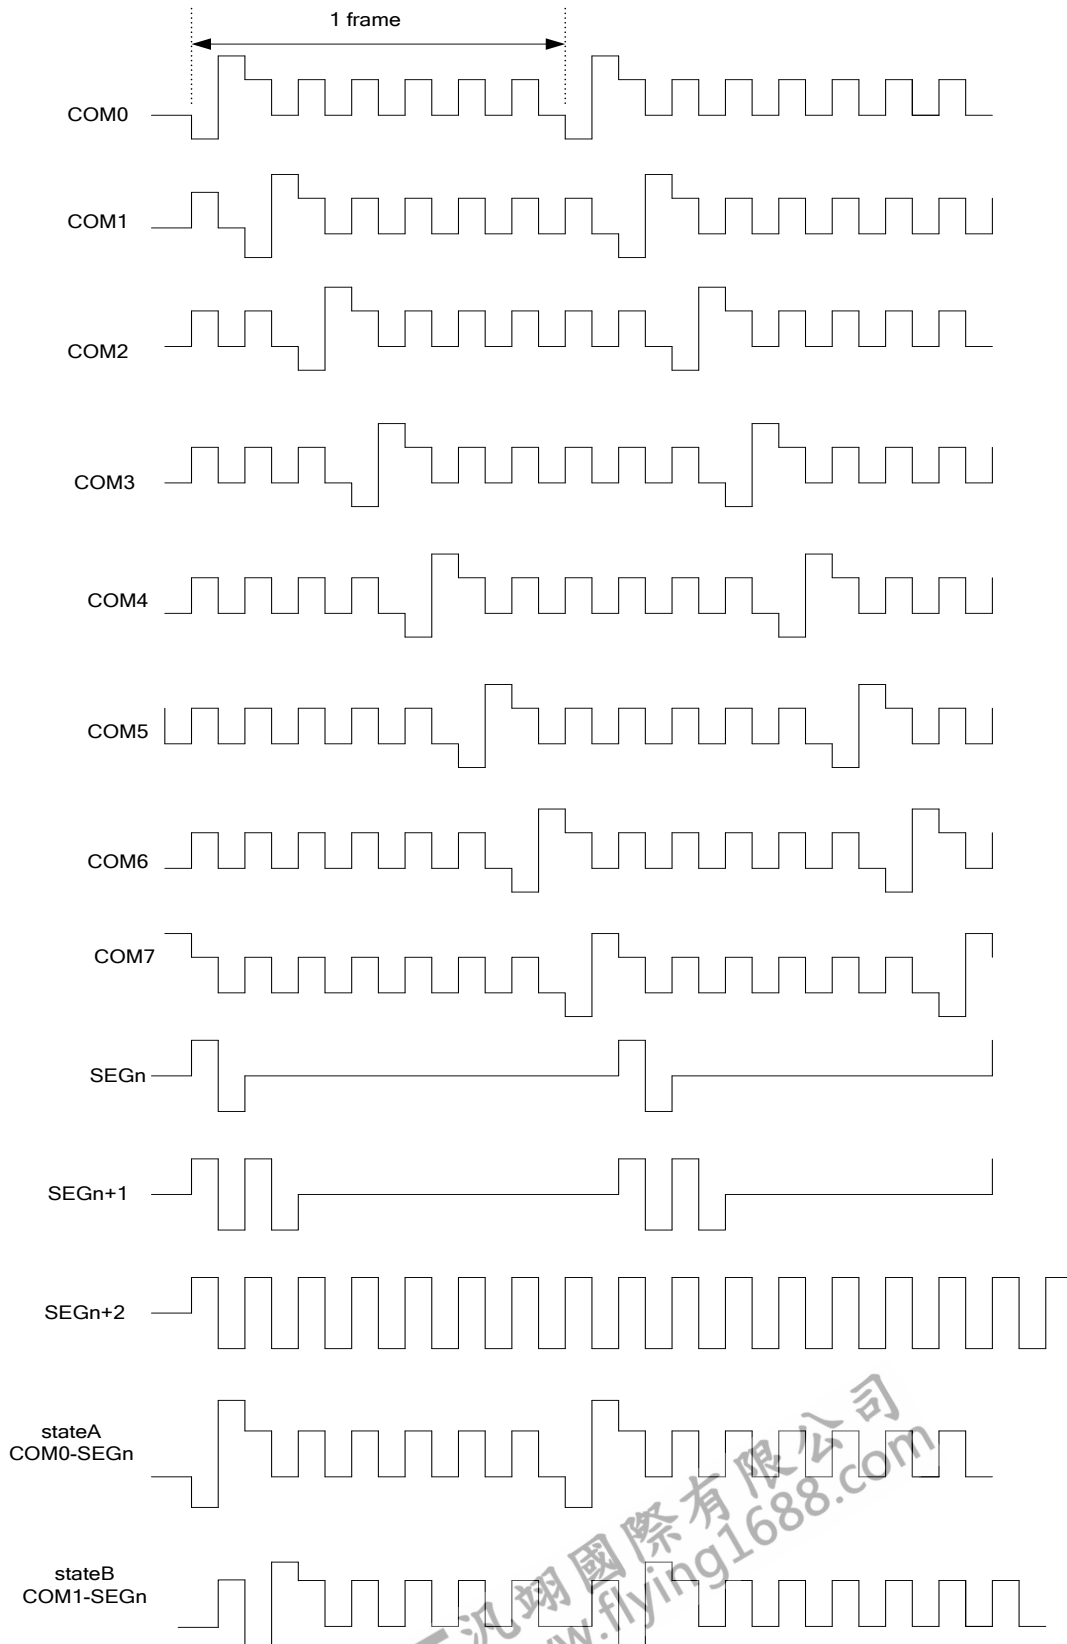 1 frame
COM0
COM1
COM2
COM3
COM4
COM5
COM6
COM7
SEGn
SEGn+1
SEGn+2
stateA
COM0-SEGn
stateB
COM1-SEGn
汎翊國際有限公司
www.flying1688.com